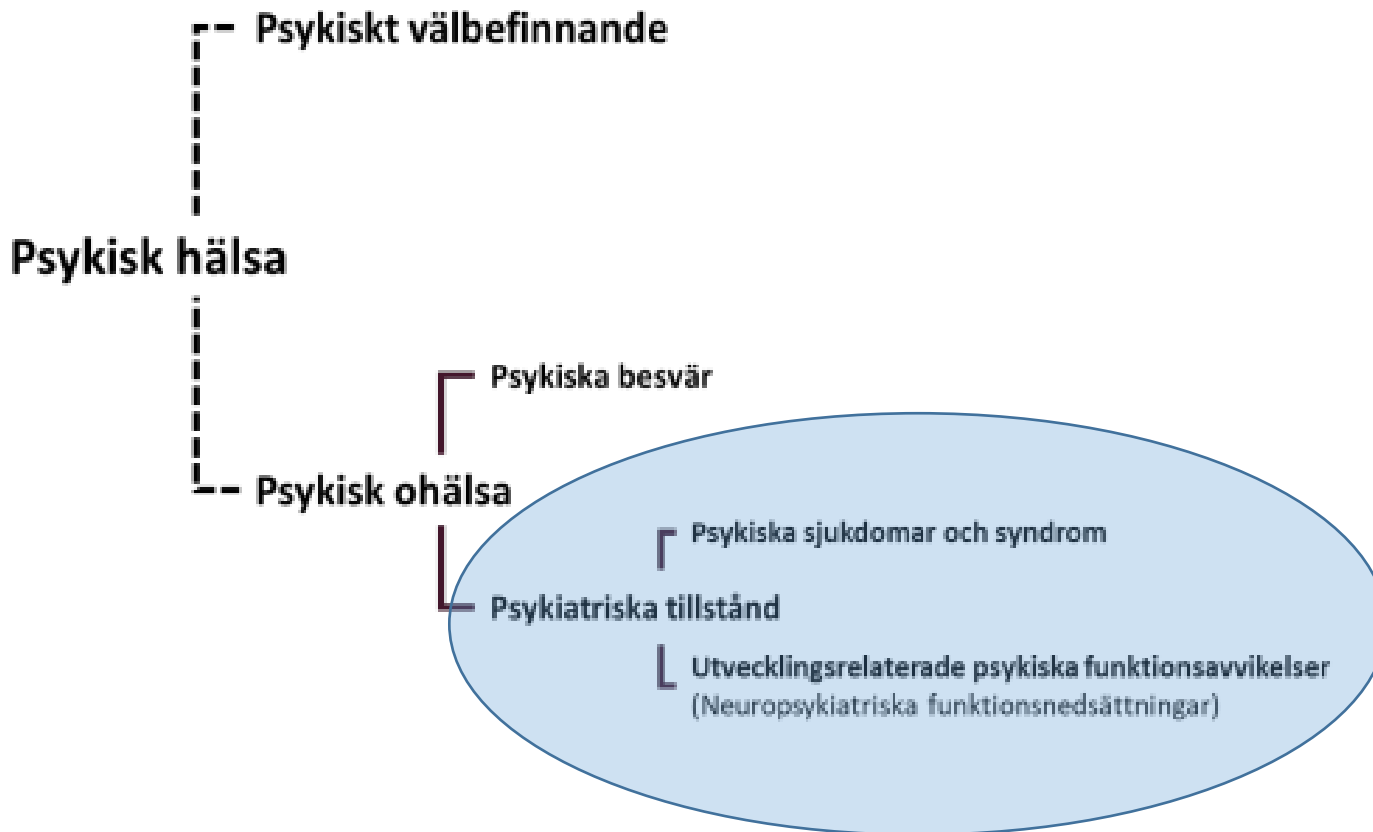 Psykiskt välbefinnande
Psykisk hälsa
Psykiska besvär
Psykisk ohälsa
Psykiska sjukdomar och syndrom
Psykiatriska tillstånd
Utvecklingsrelaterade psykiska funktionsavvikelser
(Neuropsykiatriska funktionsnedsättningar)